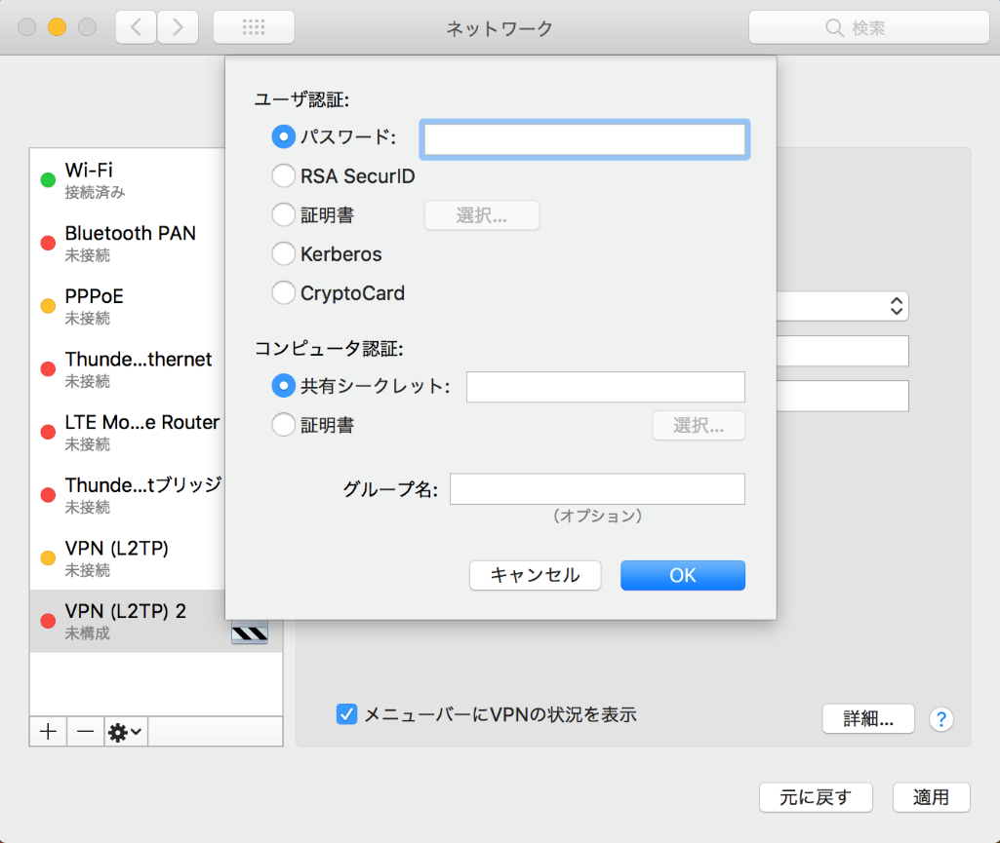 ネットワーク
検索
ユーザ認証:
パスワード:
RSA SecurID
証明書
選択...
Kerberos
CryptoCard
コンピュータ認証:
共有シークレット:
証明書
選択...
グループ名:
(オプション)
キャンセル
OK
Wi-Fi
接続済み
Bluetooth PAN
未接続
PPPoE
未接続
Thunde...thernet
未接続
LTE Mo...e Router
未接続
Thunde...tブリッジ
未接続
VPN (L2TP)
未接続
VPN (L2TP) 2
未構成
メニューバーにVPNの状況を表示
詳細...
?
元に戻す
適用